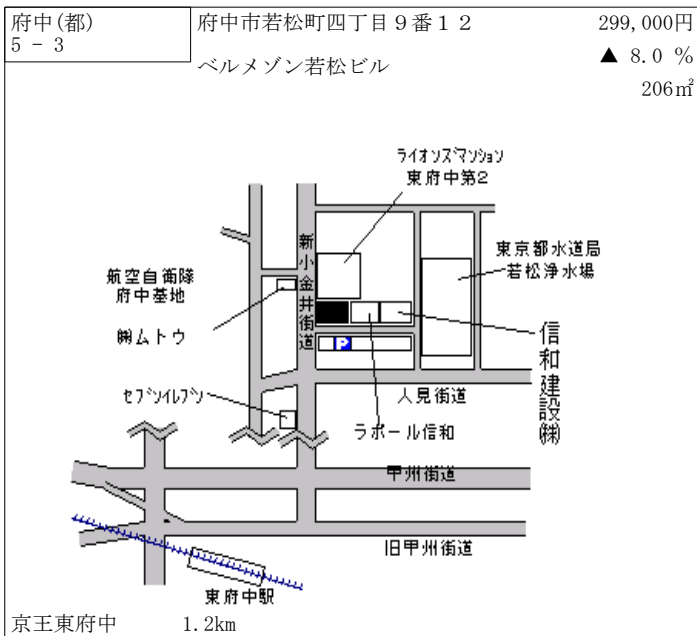 府中(都)
5 - 3
府中市若松町四丁目９番１２
ベルメゾン若松ビル
299,000円
▲ 8.0 %
206㎡
ライオンズマンション
東府中第2
新小金井街道
東京都水道局
若松浄水場
航空自衛隊
府中基地
㈱ムトウ
信和建設㈱
セブンイレブン
人見街道
ラポール信和
P
甲州街道
旧甲州街道
東府中駅
京王東府中 1.2km